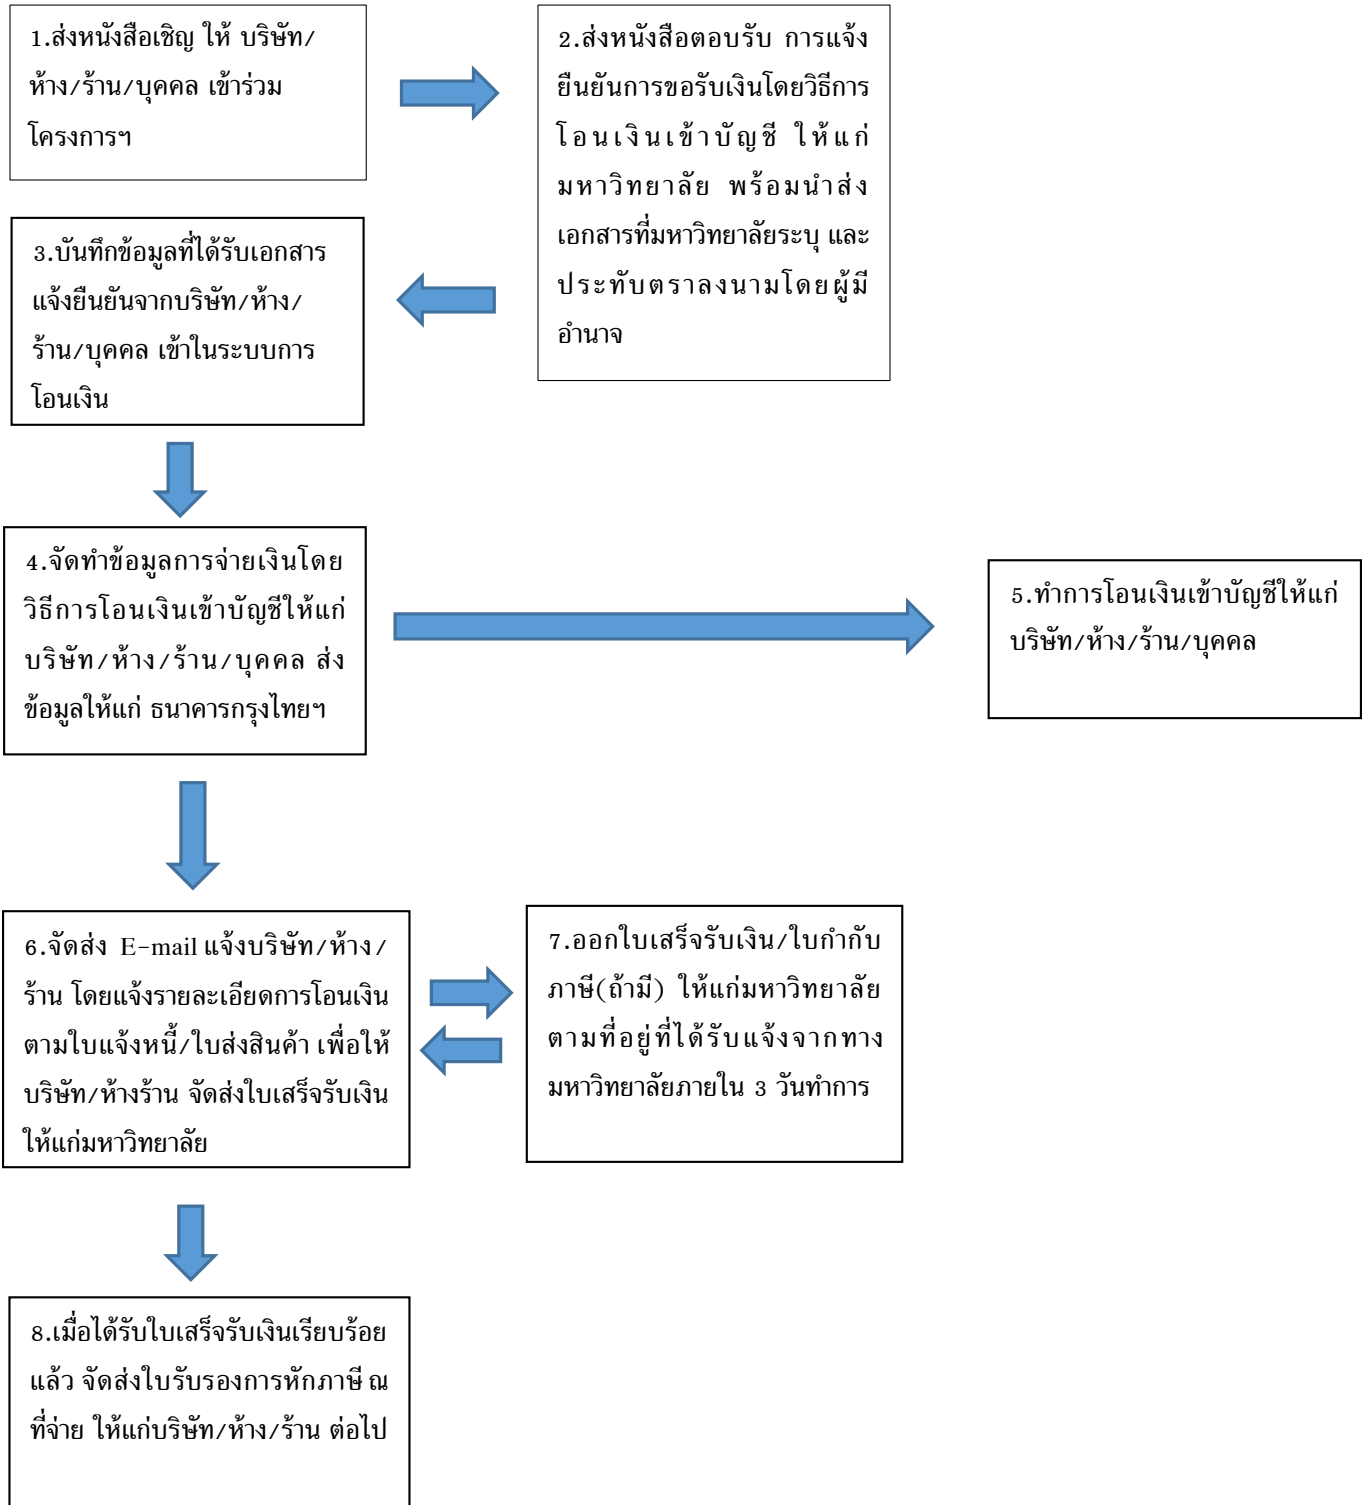 1.ส่งหนังสือเชิญ ให้ บริษัท/
ห้าง/ร้าน/บุคคล เข้าร่วม
โครงการฯ
2.ส่งหนังสือตอบรับ การแจ้ง
ยืนยันการขอรับเงินโดยวิธีการ
โอนเงินเข้าบัญชี ให้แก่
มหาวิทยาลัย พร้อมนำส่ง
เอกสารที่มหาวิทยาลัยระบุ และ
ประทับตราลงนามโดยผู้มี
อำนาจ
3.บันทึกข้อมูลที่ได้รับเอกสาร
แจ้งยืนยันจากบริษัท/ห้าง/
ร้าน/บุคคล เข้าในระบบการ
โอนเงิน
4.จัดทำข้อมูลการจ่ายเงินโดย
วิธีการโอนเงินเข้าบัญชีให้แก่
บริษัท/ห้าง/ร้าน/บุคคล ส่ง
ข้อมูลให้แก่ ธนาคารกรุงไทยฯ
5.ทำการโอนเงินเข้าบัญชีให้แก่
บริษัท/ห้าง/ร้าน/บุคคล
6.จัดส่ง E-mail แจ้งบริษัท/ห้าง/
ร้าน โดยแจ้งรายละเอียดการโอนเงิน
ตามใบแจ้งหนี้/ใบส่งสินค้า เพื่อให้
บริษัท/ห้างร้าน จัดส่งใบเสร็จรับเงิน
ให้แก่มหาวิทยาลัย
7.ออกใบเสร็จรับเงิน/ใบกำกับ
ภาษี(ถ้ามี) ให้แก่มหาวิทยาลัย
ตามที่อยู่ที่ได้รับแจ้งจากทาง
มหาวิทยาลัยภายใน 3 วันทำการ
8.เมื่อได้รับใบเสร็จรับเงินเรียบร้อย
แล้ว จัดส่งใบรับรองการหักภาษี ณ
ที่จ่าย ให้แก่บริษัท/ห้าง/ร้าน ต่อไป